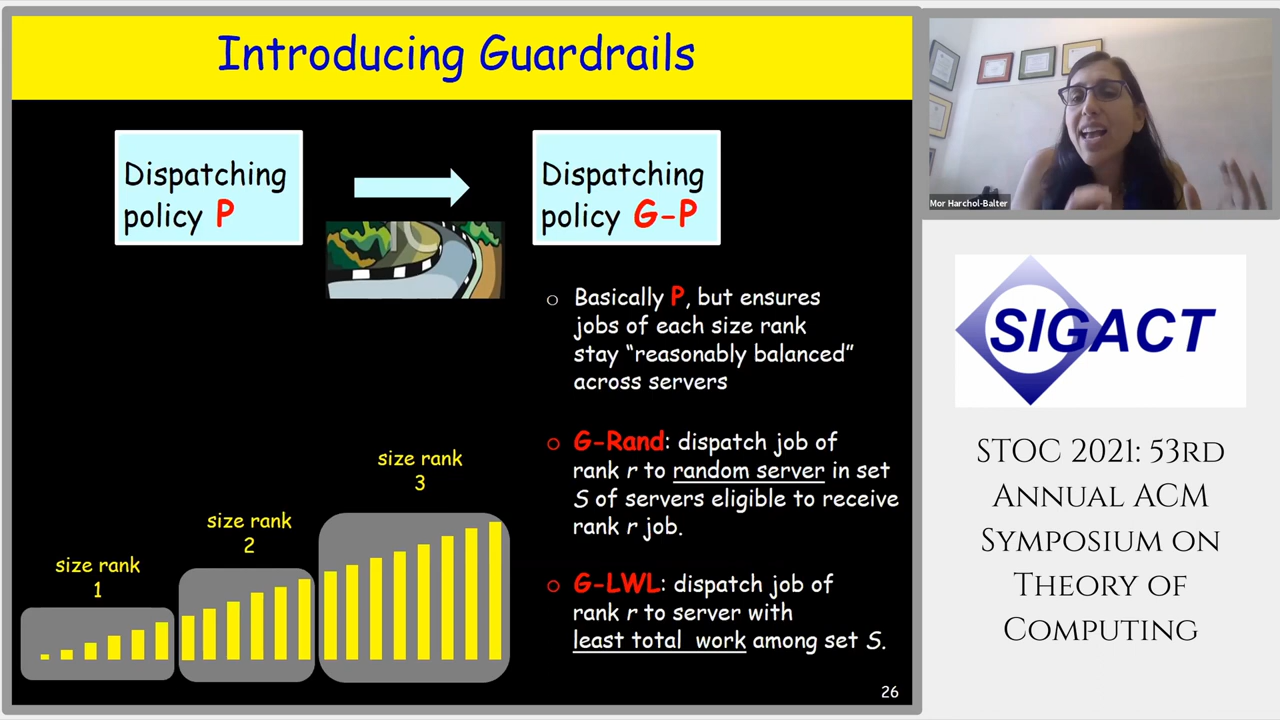 Introducing Guardrails
Dispatching
policy P
Dispatching
policy G-P
Basically P, but ensures
jobs of each size rank
stay “reasonably balanced”
across servers
G-Rand: dispatch job of
rank r to random server in set
S of servers eligible to receive
rank r job.
G-LWL: dispatch job of
rank r to server with
least total work among set S.
size rank
1
size rank
2
size rank
3
26
Mor Harchol-Balter
SIGACT
STOC 2021: 53rd
Annual ACM
Symposium on
Theory of
Computing